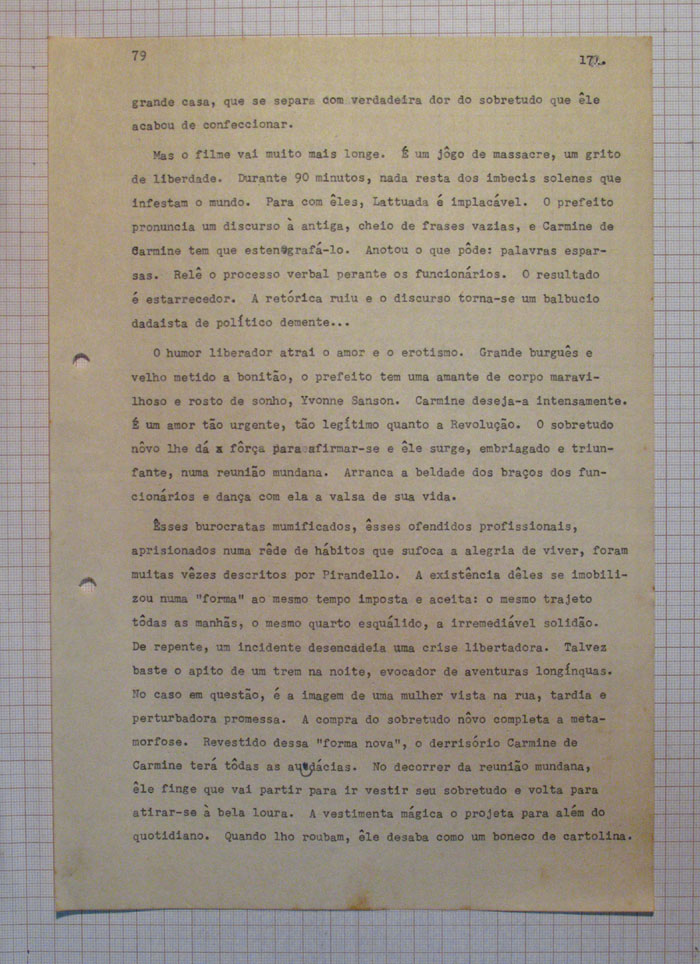 79
grande casa, que se separa com verdadeira dor do sobretudo que êle
acabou de confeccionar.
Mas o filme vai muito mais longe. É um jôgo de massacre, um grito
de liberdade. Durante 90 minutos, nada resta dos imbecis solenes que
infestam o mundo. Para com êles, Lattuada é implacável. O prefeito
pronuncia um discurso à antiga, cheio de frases vazias, e Carmine de
Carmine tem que estenografá-lo. Anotou o que pôde: palavras espar-
sas. Relê o processo verbal perante os funcionários. O resultado
é estarrecedor. A retórica ruiu e o discurso torna-se um balbucio
dadaista de político demente...
O humor liberador atrai o amor e o erotismo. Grande burguês e
velho metido a bonitão, o prefeito tem uma amante de corpo maravi-
lhoso e rosto de sonho, Yvonne Sanson. Carmine deseja-a intensamente.
É um amor tão urgente, tão legítimo quanto a Revolução. O sobretudo
nôvo lhe dá x fôrça para afirmar-se e êle surge, embriagado e triun-
fante, numa reunião mundana. Arranca a beldade dos braços dos fun-
cionários e dança com ela a valsa de sua vida.
Êsses burocratas mumificados, êsses ofendidos profissionais,
aprisionados numa rêde de hábitos que sufoca a alegria de viver, foram
muitas vêzes descritos por Pirandello. A existência dêles se imobili-
zou numa "forma" ao mesmo tempo imposta e aceita: o mesmo trajeto
tôdas as manhãs, o mesmo quarto esquálido, a irremediável solidão.
De repente, um incidente desencadeia uma crise libertadora. Talvez
baste o apito de um trem na noite, evocador de aventuras longínquas.
No caso em questão, é a imagem de uma mulher vista na rua, tardia e
perturbadora promessa. A compra do sobretudo nôvo completa a meta-
morfose. Revestido dessa "forma nova", o derrisório Carmine de
Carmine terá tôdas as audácias. No decorrer da reunião mundana,
êle finge que vai partir para ir vestir seu sobretudo e volta para
atirar-se à bela loura. A vestimenta mágica o projeta para além do
quotidiano. Quando lho roubam, êle desaba como um boneco de cartolina.